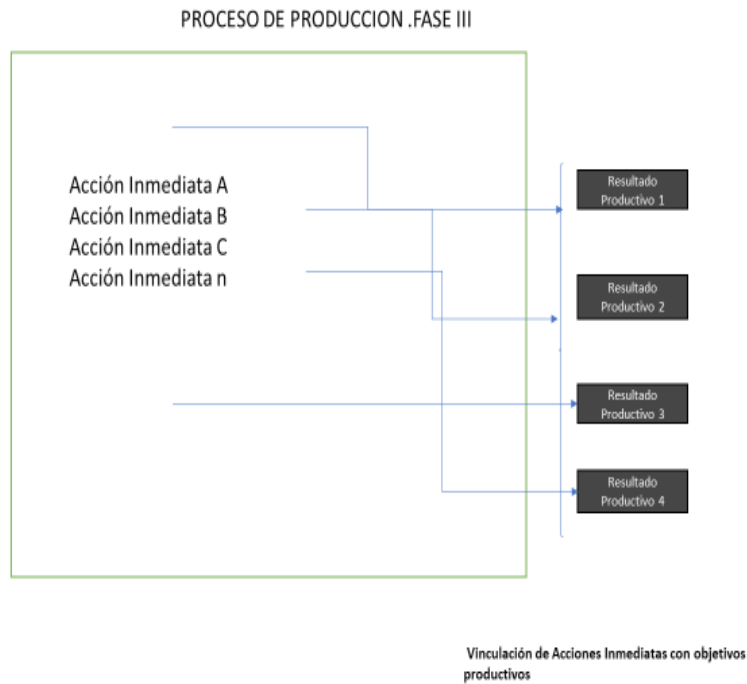 PROCESO DE PRODUCCION .FASE III
Acción Inmediata A
Acción Inmediata B
Acción Inmediata C
Acción Inmediata n
Resultado
Productivo 1
Resultado
Productivo 2
Resultado
Productivo 3
Resultado
Productivo 4
Vinculación de Acciones Inmediatas con objetivos
productivos